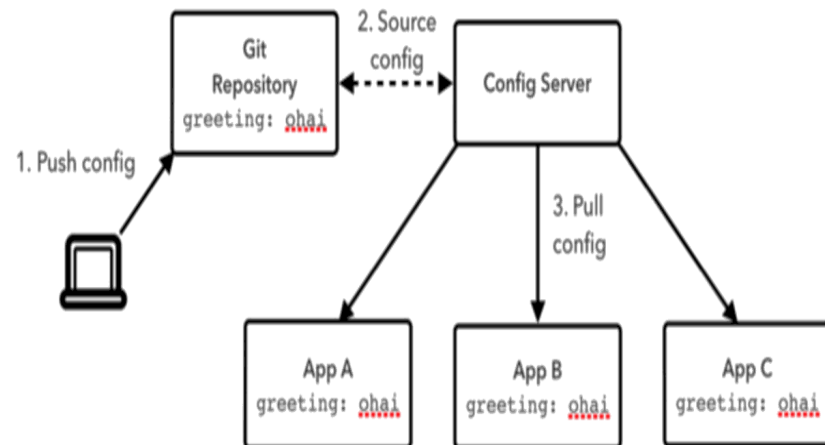 2. Source
config
Git
Repository
greeting: ohai
Config Server
1. Push config
3. Pull
config
App A
greeting: ohai
App B
greeting: ohai
App C
greeting: ohai